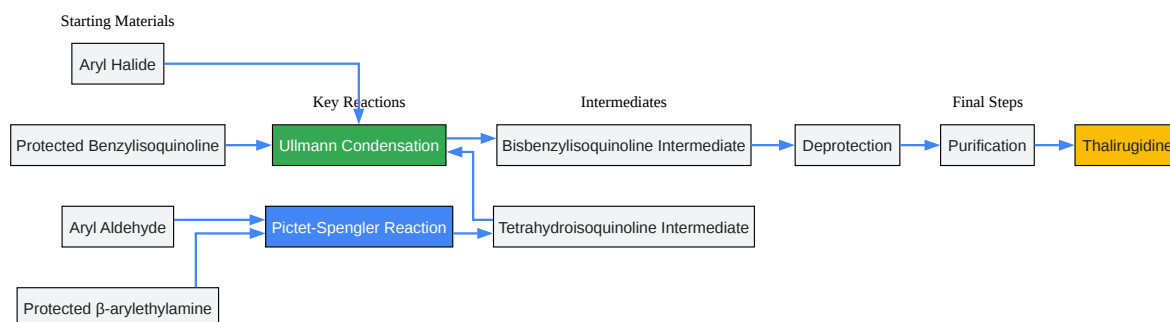 Starting Materials
Aryl Halide
Key Reactions
Intermediates
Final Steps
Protected Benzylisoquinoline
Ullmann Condensation
Bisbenzylisoquinoline Intermediate
Deprotection
Purification
Thalirugidine
Aryl Aldehyde
Pictet-Spengler Reaction
Tetrahydroisoquinoline Intermediate
Protected β-arylethylamine